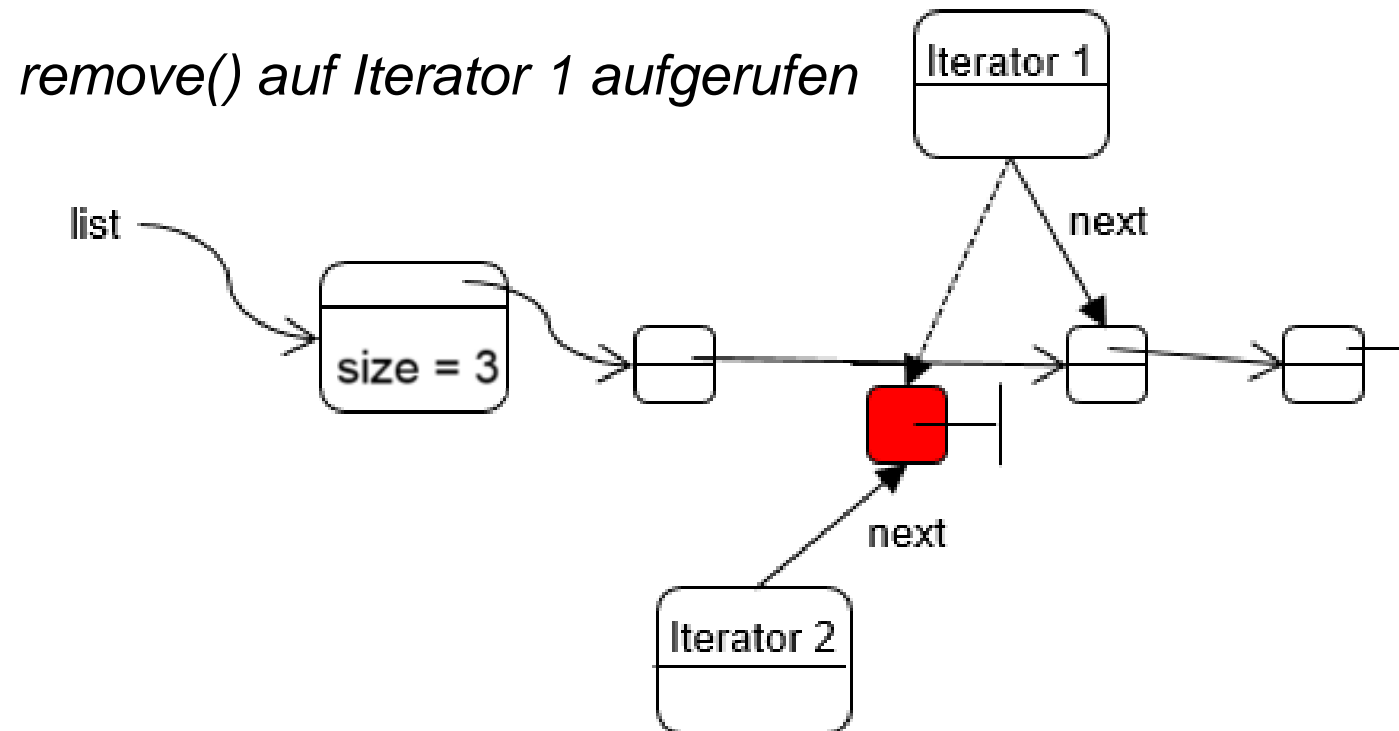 remove() auf Iterator 1 aufgerufen
Iterator 1
list
next
size = 3
next
Iterator 2